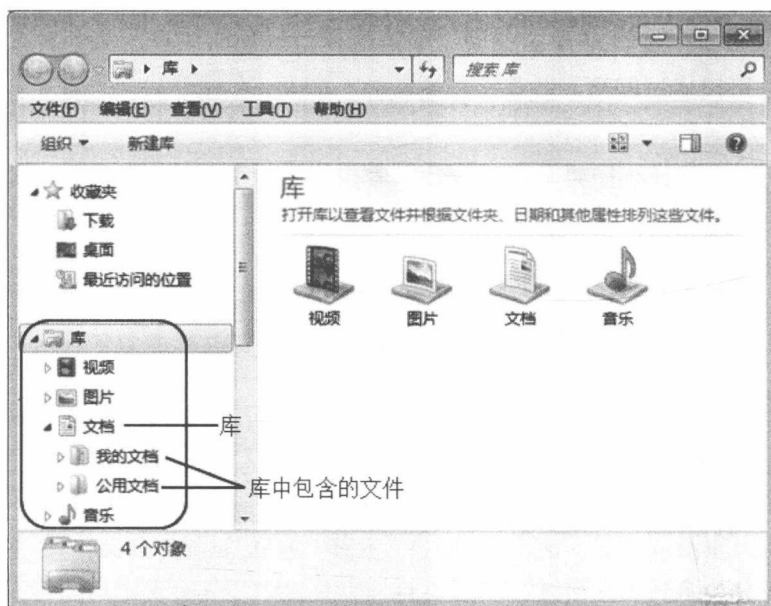 库
搜索 库
文件(F) 编辑(E) 查看(V) 工具(T) 帮助(H)
组织 新建库
收藏夹
下载
桌面
最近访问的位置
库
视频
图片
文档
我的文档
公用文档
音乐
库
打开库以查看文件并根据文件夹、日期和其他属性排列这些文件。
视频 图片 文档 音乐
库
库中包含的文件
4 个对象